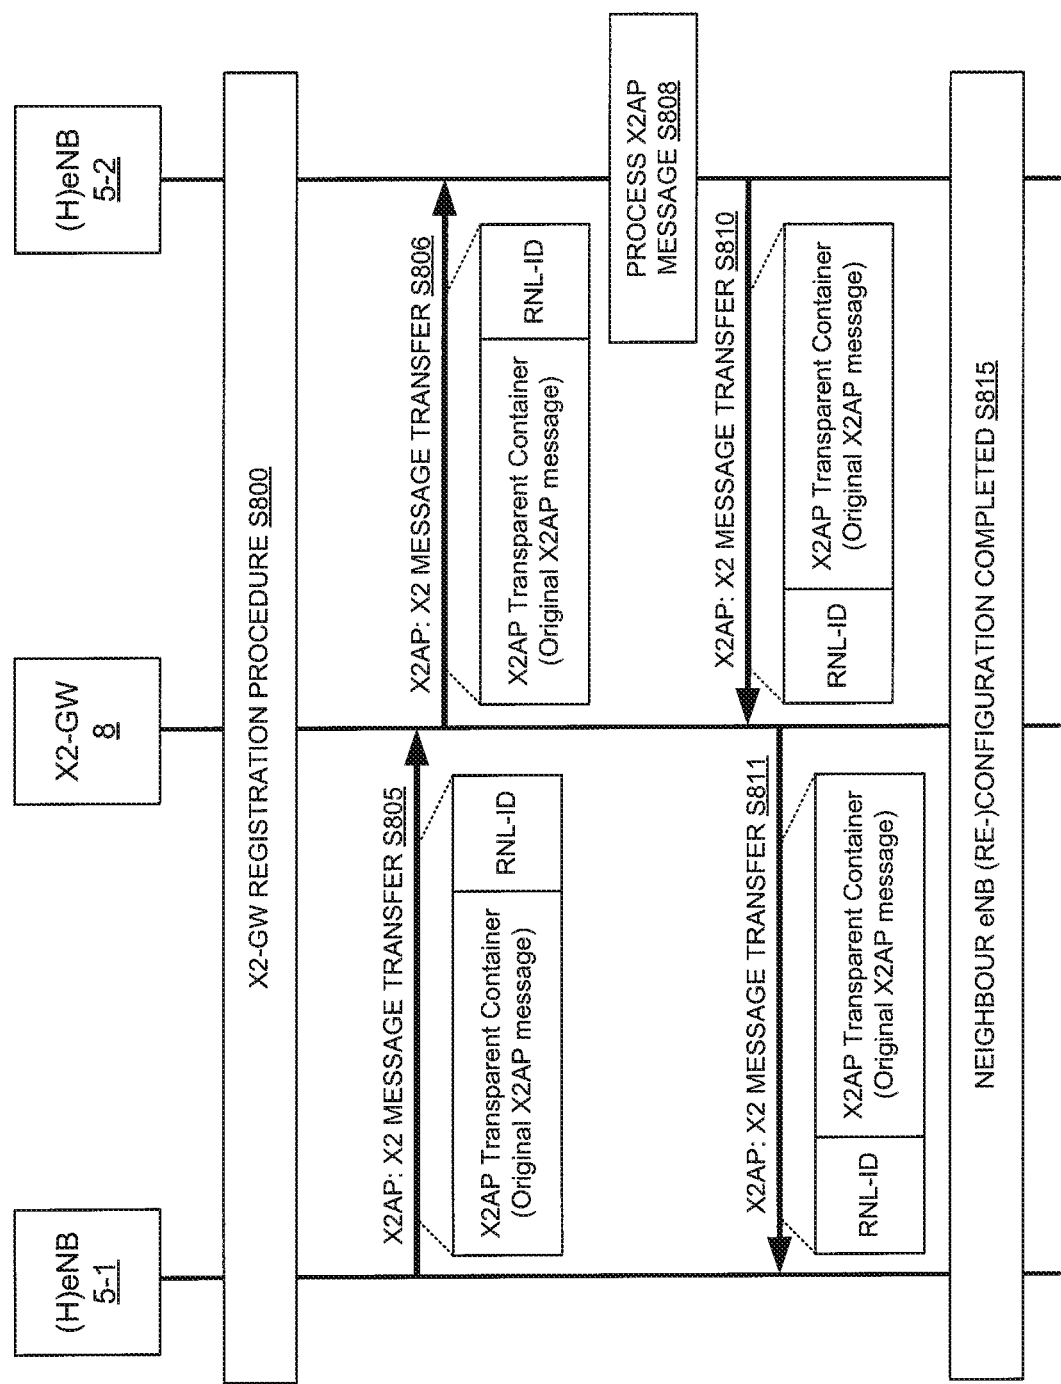 (H)eNB
5-1
X2-GW
8
(H)eNB
5-2
X2-GW REGISTRATION PROCEDURE S800
X2AP: X2 MESSAGE TRANSFER S805
X2AP Transparent Container
(Original X2AP message)
RNL-ID
X2AP: X2 MESSAGE TRANSFER S806
X2AP Transparent Container
(Original X2AP message)
RNL-ID
PROCESS X2AP
MESSAGE S808
X2AP: X2 MESSAGE TRANSFER S810
RNL-ID
X2AP Transparent Container
(Original X2AP message)
X2AP: X2 MESSAGE TRANSFER S811
RNL-ID
X2AP Transparent Container
(Original X2AP message)
NEIGHBOUR eNB (RE-)CONFIGURATION COMPLETED S815